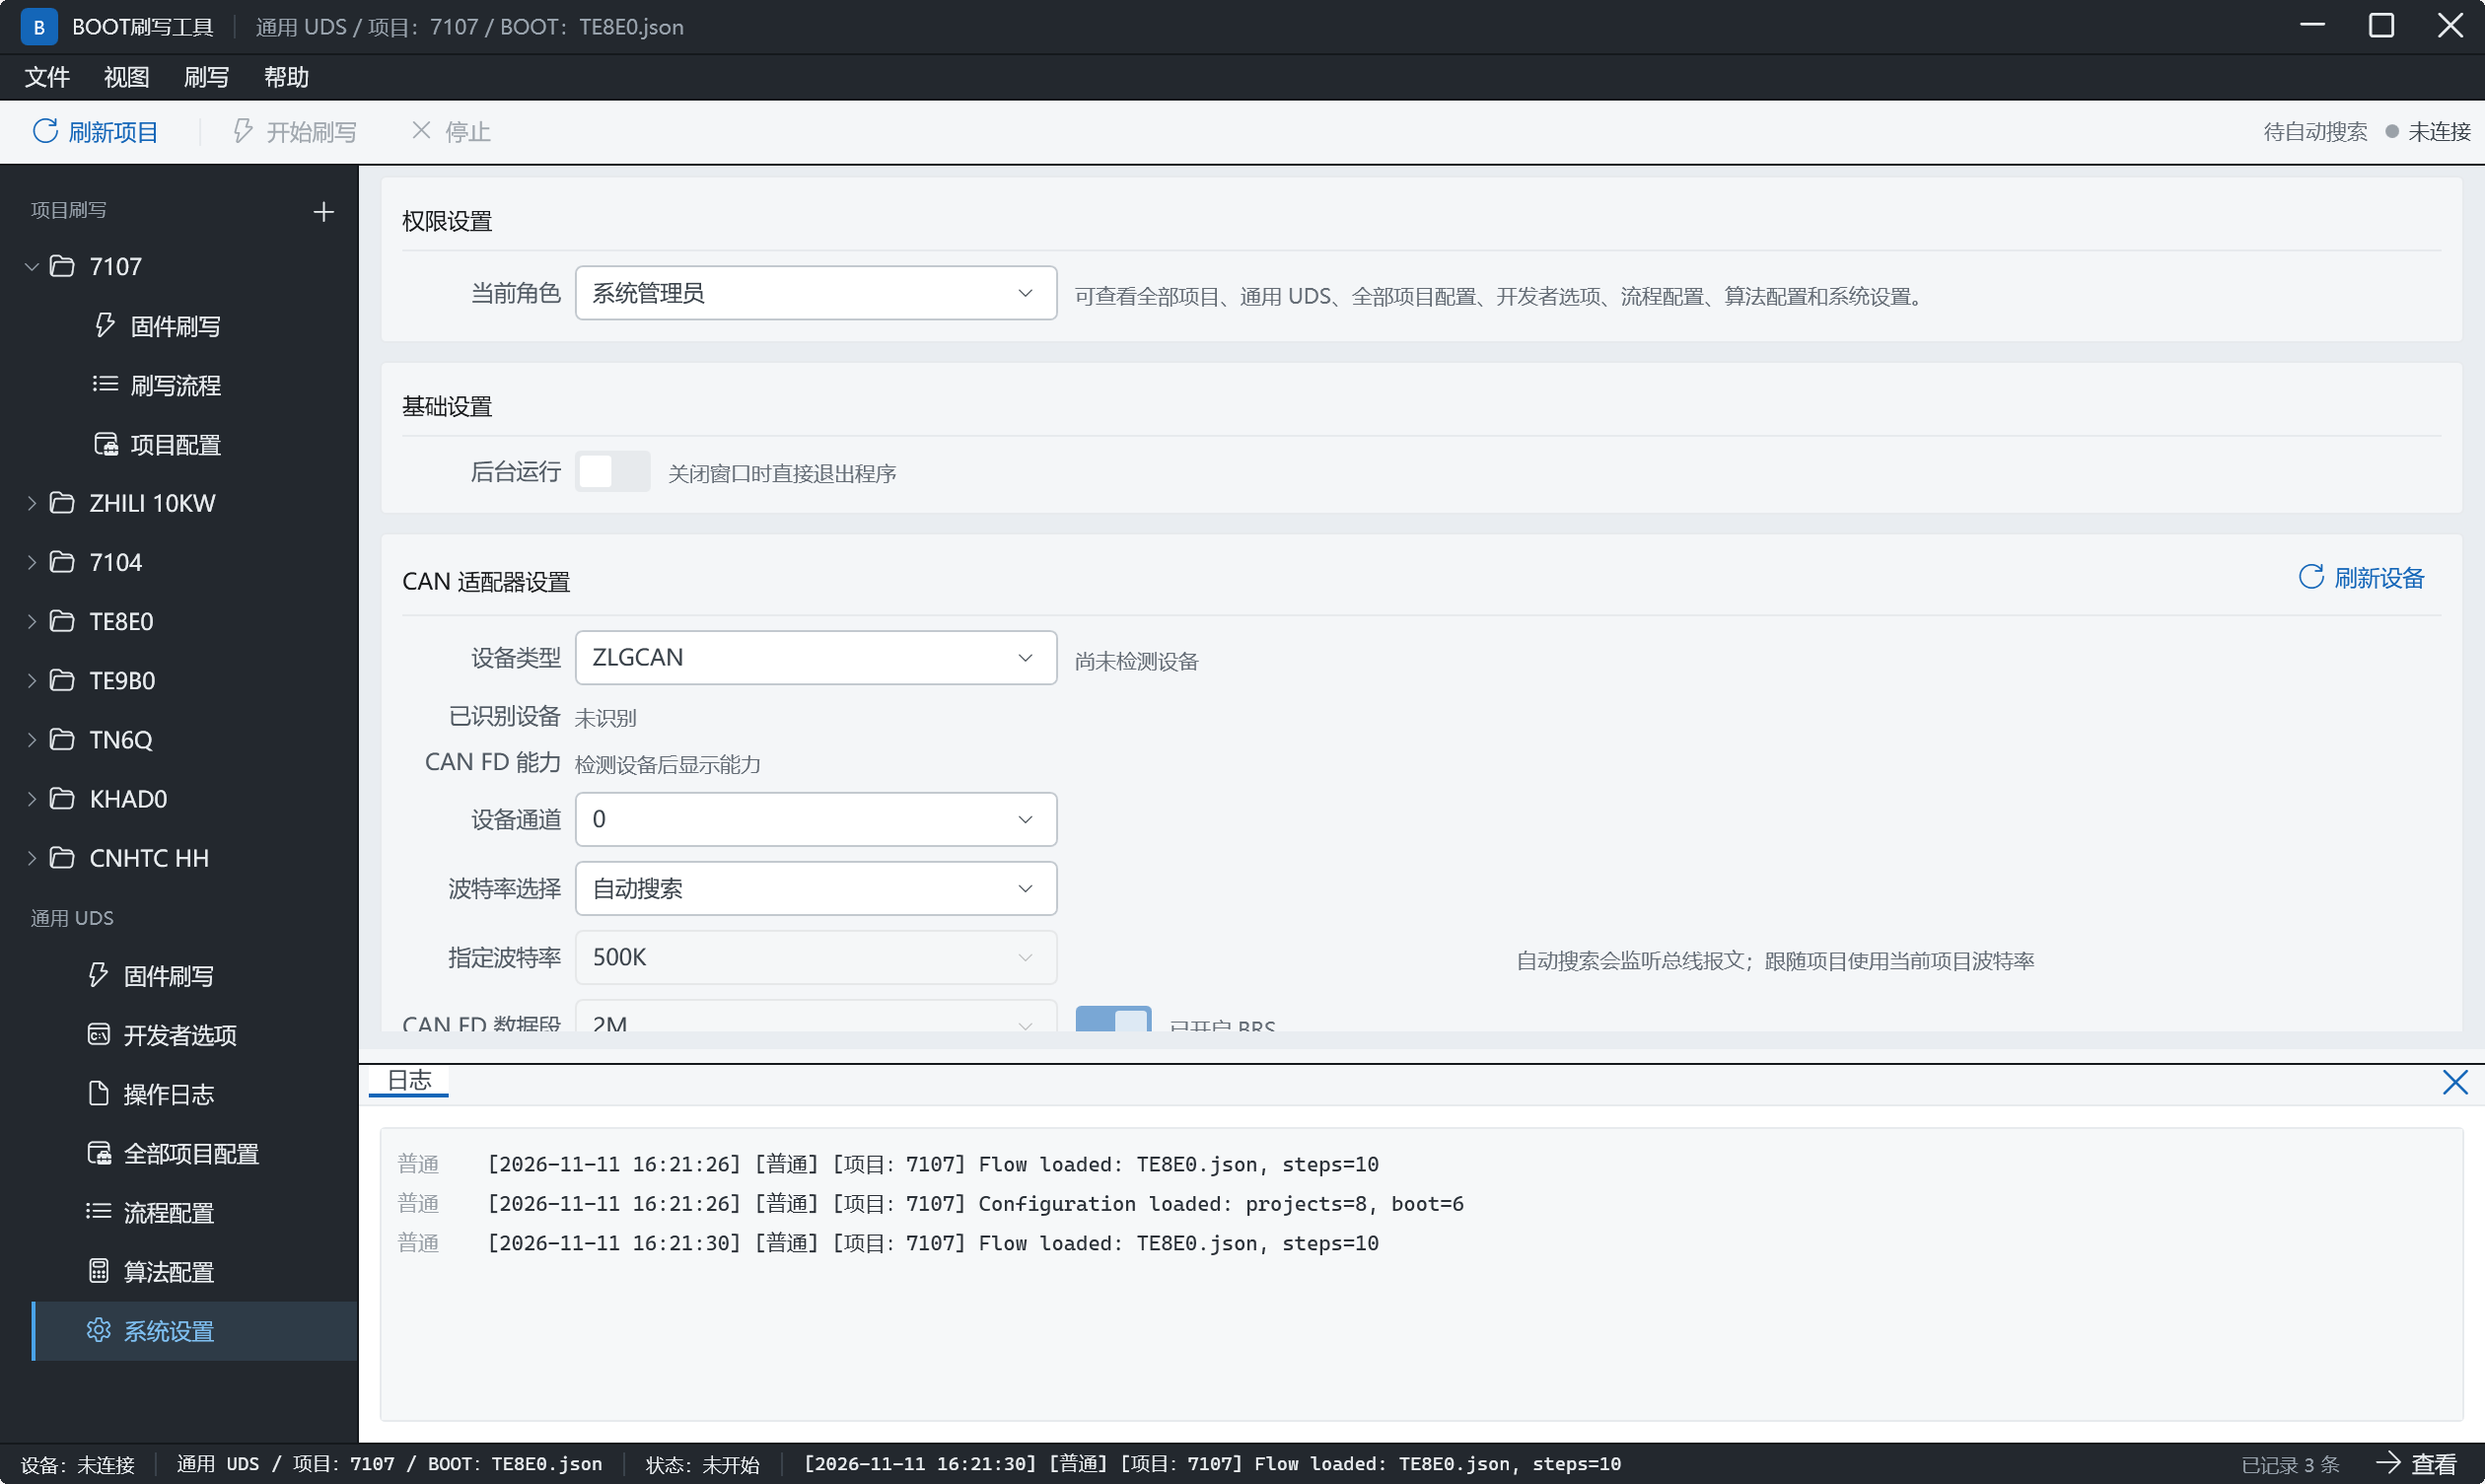 B BOOT刷写工具 通用 UDS / 项目：7107 / BOOT：TE8E0.json
文件 视图 刷写 帮助
刷新项目 开始刷写 停止 待自动搜索 未连接
项目刷写
7107
固件刷写
刷写流程
项目配置
ZHILI 10KW
7104
TE8E0
TE9B0
TN6Q
KHAD0
CNHTC HH
通用 UDS
固件刷写
开发者选项
操作日志
全部项目配置
流程配置
算法配置
系统设置
权限设置
当前角色 系统管理员 可查看全部项目、通用 UDS、全部项目配置、开发者选项、流程配置、算法配置和系统设置。
基础设置
后台运行 关闭窗口时直接退出程序
CAN 适配器设置 刷新设备
设备类型 ZLGCAN 尚未检测设备
已识别设备 未识别
CAN FD 能力 检测设备后显示能力
设备通道 0
波特率选择 自动搜索
指定波特率 500K 自动搜索会监听总线报文；跟随项目使用当前项目波特率
CAN FD 数据段 2M 已开启 BRS
日志
普通 [2026-11-11 16:21:26] [普通] [项目：7107] Flow loaded: TE8E0.json, steps=10
普通 [2026-11-11 16:21:26] [普通] [项目：7107] Configuration loaded: projects=8, boot=6
普通 [2026-11-11 16:21:30] [普通] [项目：7107] Flow loaded: TE8E0.json, steps=10
设备：未连接 通用 UDS / 项目：7107 / BOOT：TE8E0.json 状态：未开始 [2026-11-11 16:21:30] [普通] [项目：7107] Flow loaded: TE8E0.json, steps=10 已记录 3 条 查看